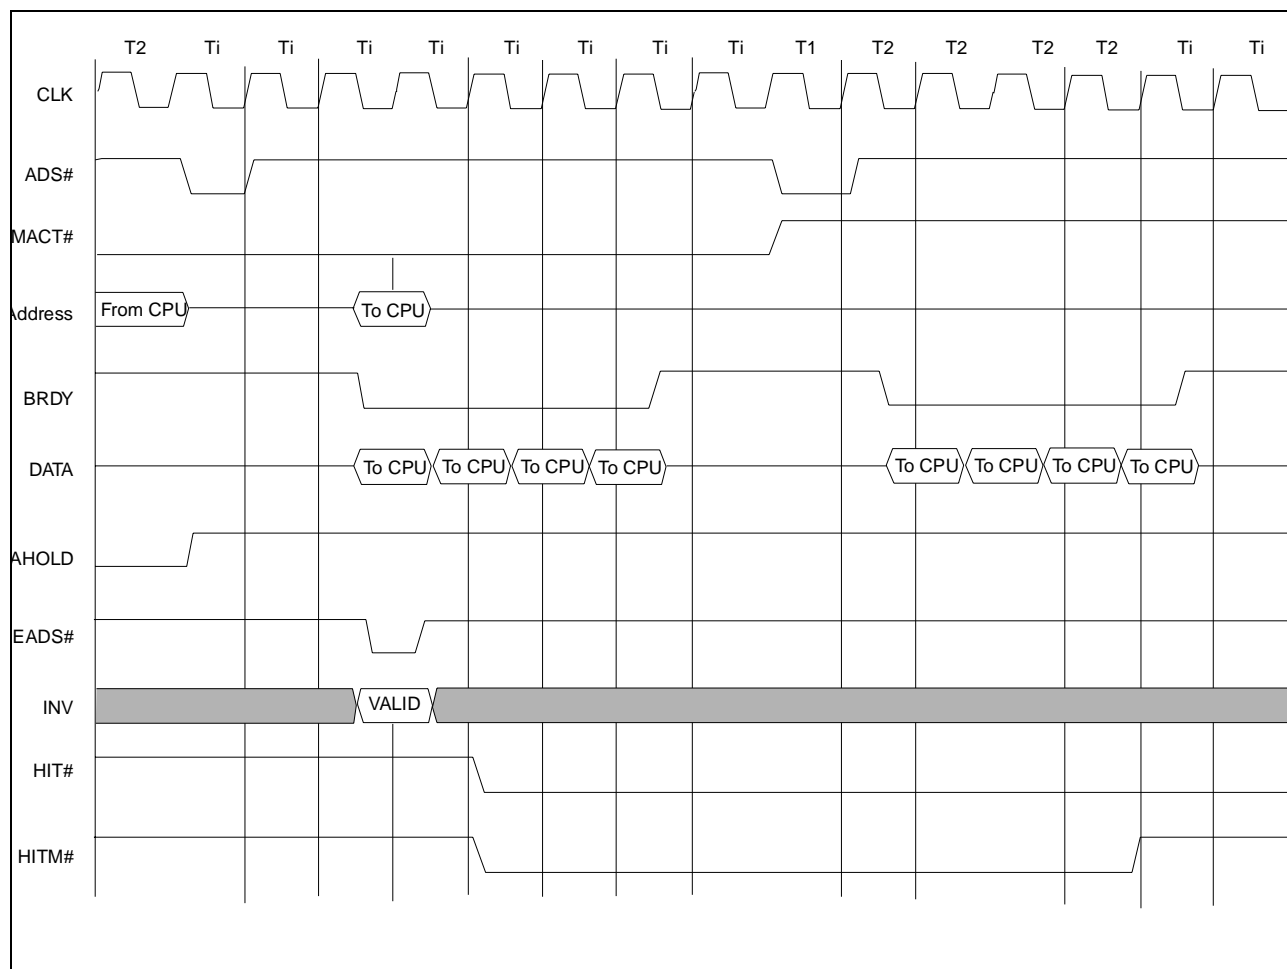 T2 Ti Ti Ti Ti Ti Ti Ti Ti T1 T2 T2 T2 T2 Ti Ti
CLK
ADS#
MACT#
Address
From CPU To CPU
BRDY
DATA
To CPU To CPU To CPU To CPU To CPU To CPU To CPU To CPU
AHOLD
EADS#
INV
VALID
HIT#
HITM#